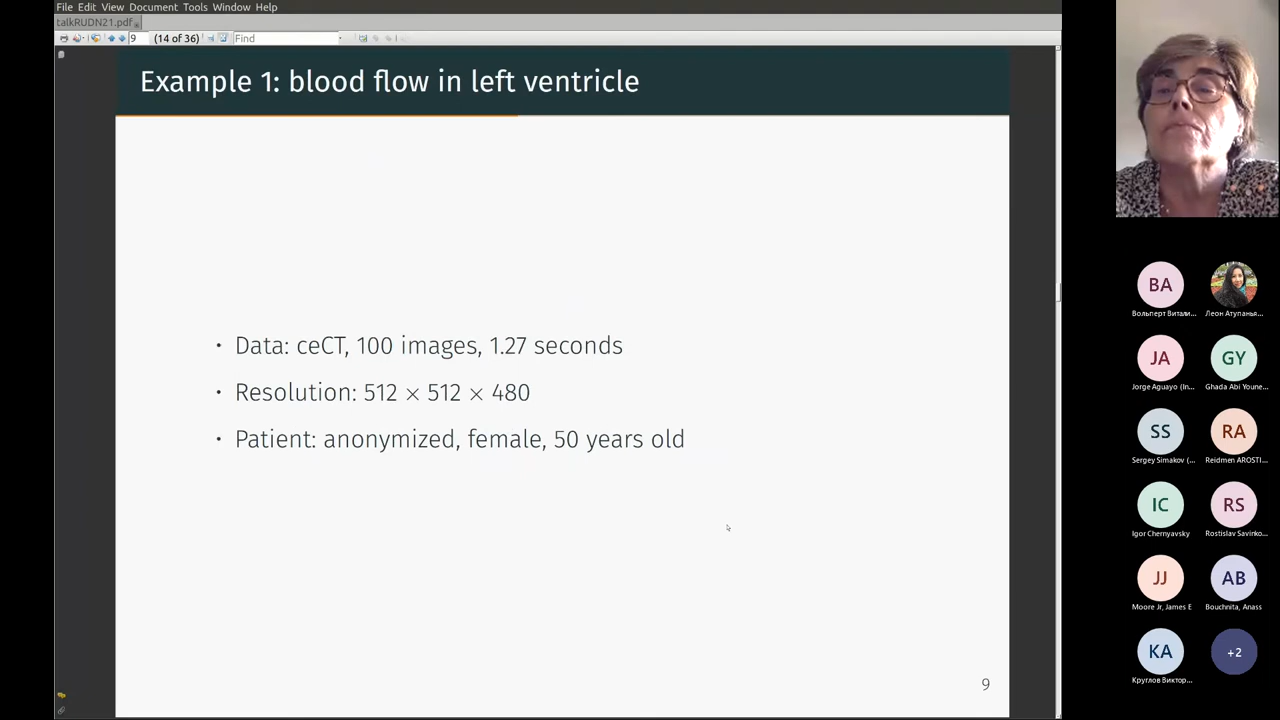 File Edit View Document Tools Window Help
talkRUDN21.pdf
9 (14 of 36) Find
Example 1: blood flow in left ventricle
• Data: ceCT, 100 images, 1.27 seconds
• Resolution: 512 × 512 × 480
• Patient: anonymized, female, 50 years old
9
BA
Вольперт Витали...
Леон Атупанья...
JA
Jorge Aguayo (In...
GY
Ghada Abi Youne...
SS
Sergey Simakov (...
RA
Reidmen AROSTI...
IC
Igor Chernyavsky
RS
Rostislav Savinko...
JJ
Moore Jr, James E
AB
Bouchnita, Anass
KA
Круглов Виктор...
+2